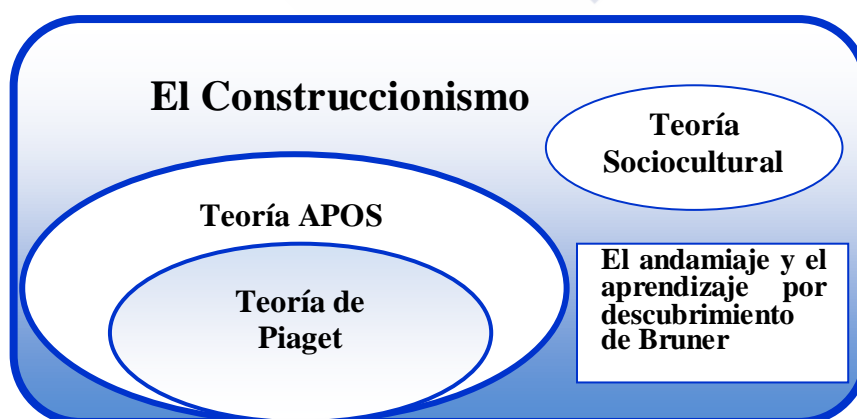 El Construccionismo
Teoría
Sociocultural
Teoría APOS
Teoría de
Piaget
El andamiaje y el
aprendizaje por
descubrimiento
de Bruner